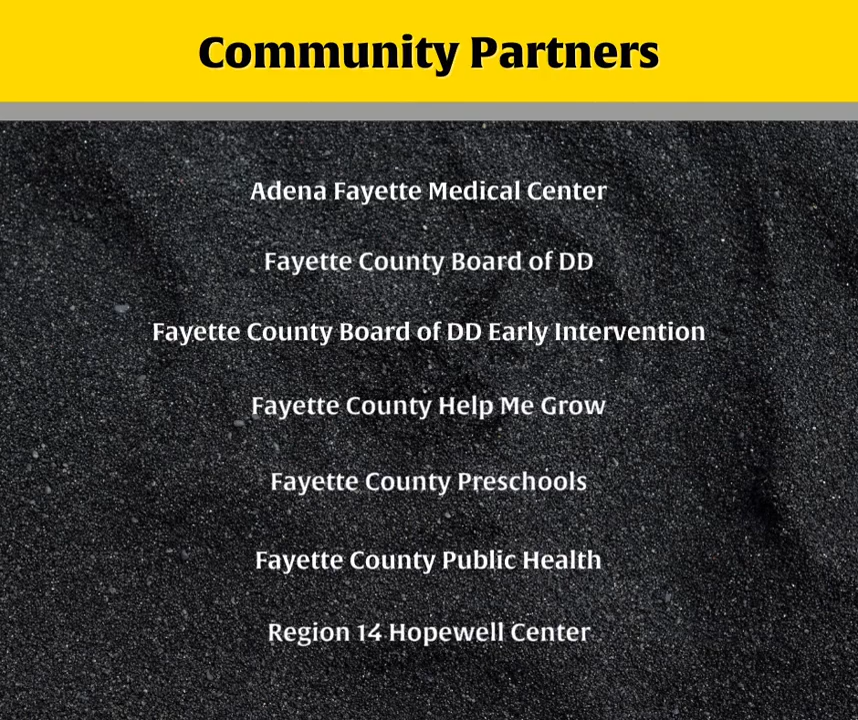 Community Partners
Adena Fayette Medical Center
Fayette County Board of DD
Fayette County Board of DD Early Intervention
Fayette County Help Me Grow
Fayette County Preschools
Fayette County Public Health
Region 14 Hopewell Center